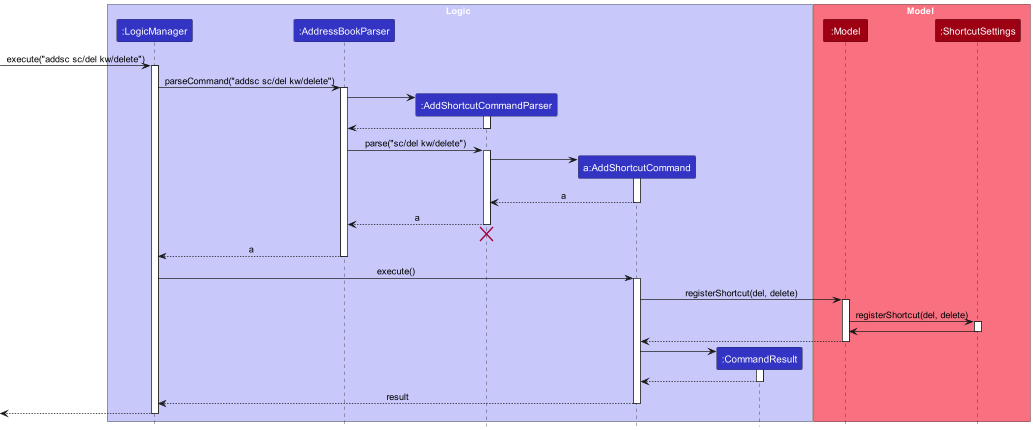 Logic
Model
:LogicManager
:AddressBookParser
:Model
:ShortcutSettings
execute("addsc sc/del kw/delete")
parseCommand("addsc sc/del kw/delete")
:AddShortcutCommandParser
parse("sc/del kw/delete")
a:AddShortcutCommand
a
a
a
execute()
registerShortcut(del, delete)
registerShortcut(del, delete)
:CommandResult
result